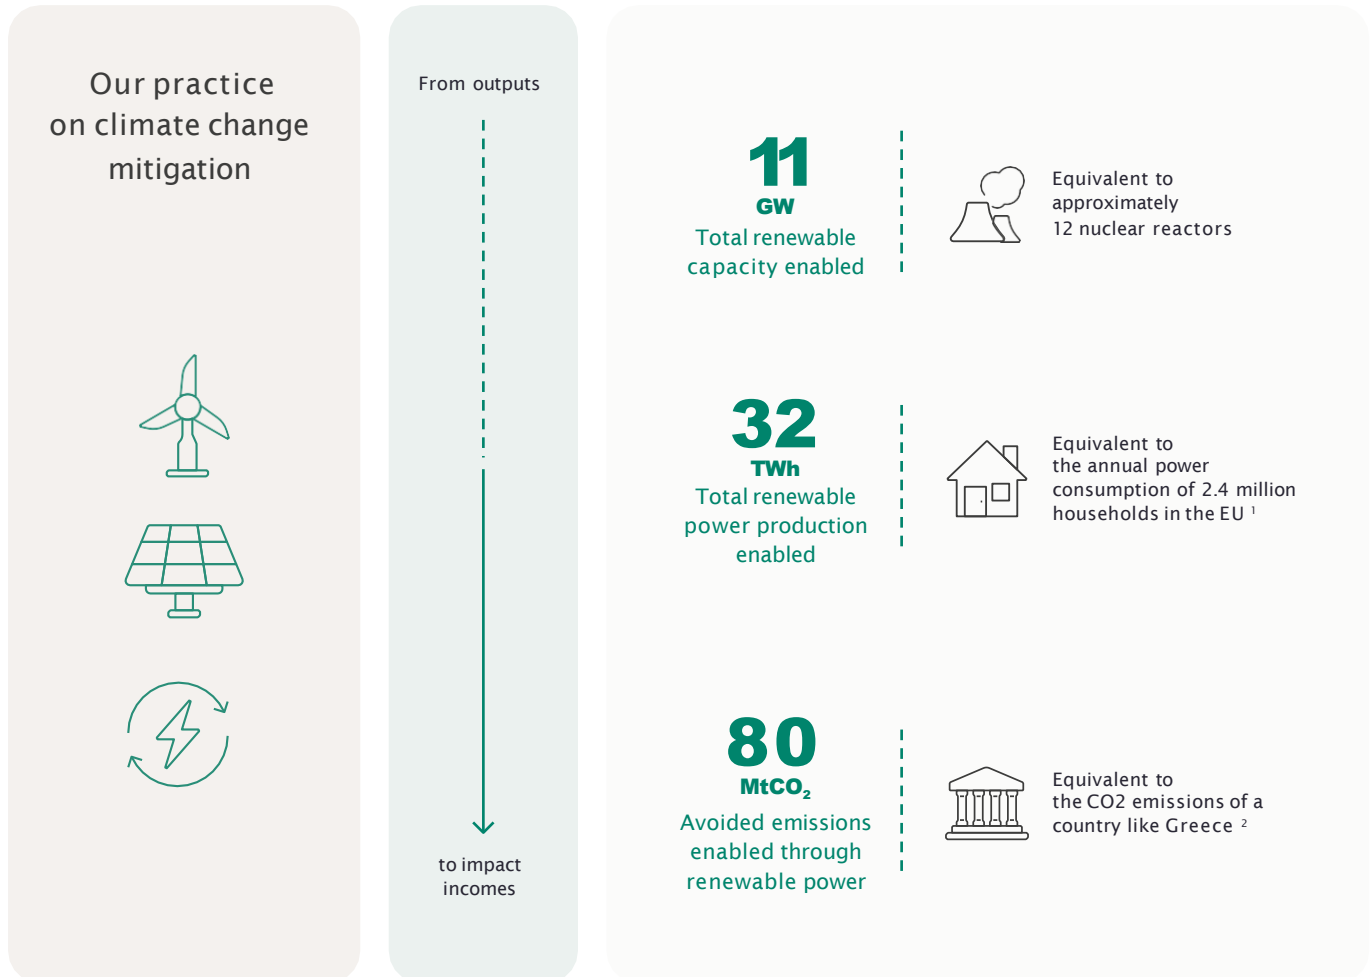 Our practice
on climate change
mitigation
From outputs
to impact
incomes
11
GW
Total renewable
capacity enabled
Equivalent to
approximately
12 nuclear reactors
32
TWh
Total renewable
power production
enabled
Equivalent to
the annual power
consumption of 2.4 million
households in the EU ¹
80
MtCO₂
Avoided emissions
enabled through
renewable power
Equivalent to
the CO2 emissions of a
country like Greece ²